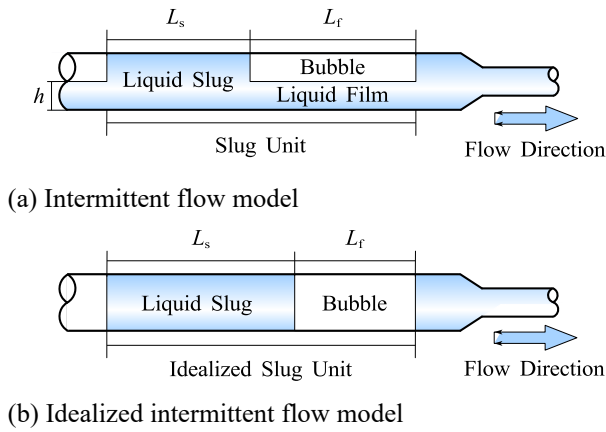 Ls Lf
Bubble
Liquid Slug
h
Liquid Film
Slug Unit
Flow Direction
(a) Intermittent flow model
Ls Lf
Liquid Slug Bubble
Idealized Slug Unit
Flow Direction
(b) Idealized intermittent flow model